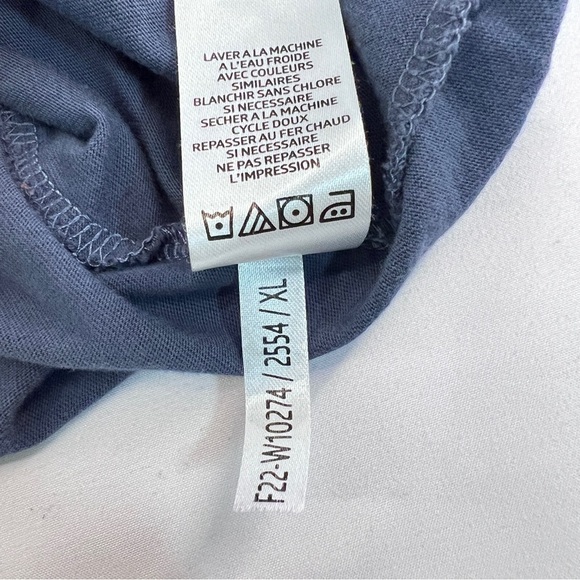 LAVER A LA MACHINE
A L'EAU FROIDE
AVEC COULEURS
SIMILAIRES
BLANCHIR SANS CHLORE
SI NECESSAIRE
SECHER A LA MACHINE
CYCLE DOUX
REPASSER AU FER CHAUD
SI NECESSAIRE
NE PAS REPASSER
L'IMPRESSION
F22-W10274 / 2554 / XL